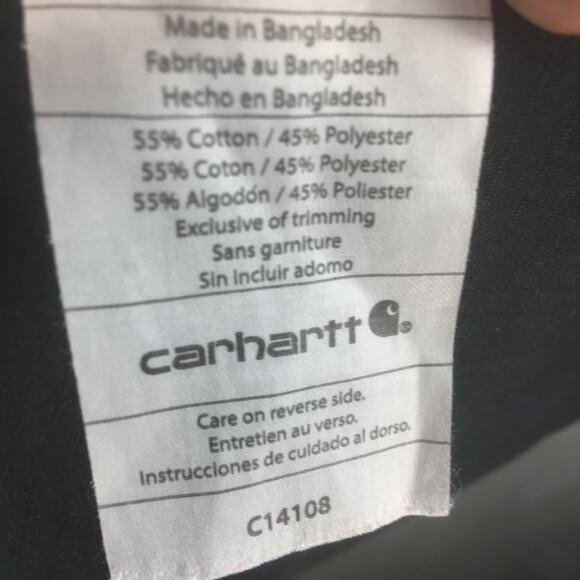 Made in Bangladesh
Fabriqué au Bangladesh
Hecho en Bangladesh
55% Cotton / 45% Polyester
55% Coton / 45% Polyester
55% Algodón / 45% Poliester
Exclusive of trimming
Sans garniture
Sin incluir adorno
carhartt
Care on reverse side.
Entretien au verso.
Instrucciones de cuidado al dorso.
C14108